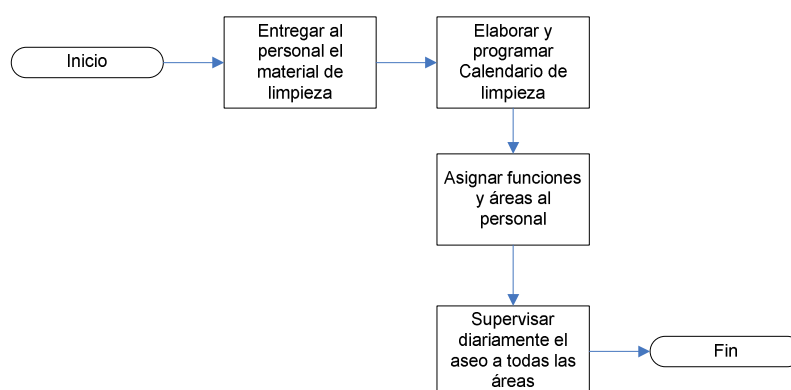 Inicio
Entregar al
personal el
material de
limpieza
Elaborar y
programar
Calendario de
limpieza
Asignar funciones
y áreas al
personal
Supervisar
diariamente el
aseo a todas las
áreas
Fin